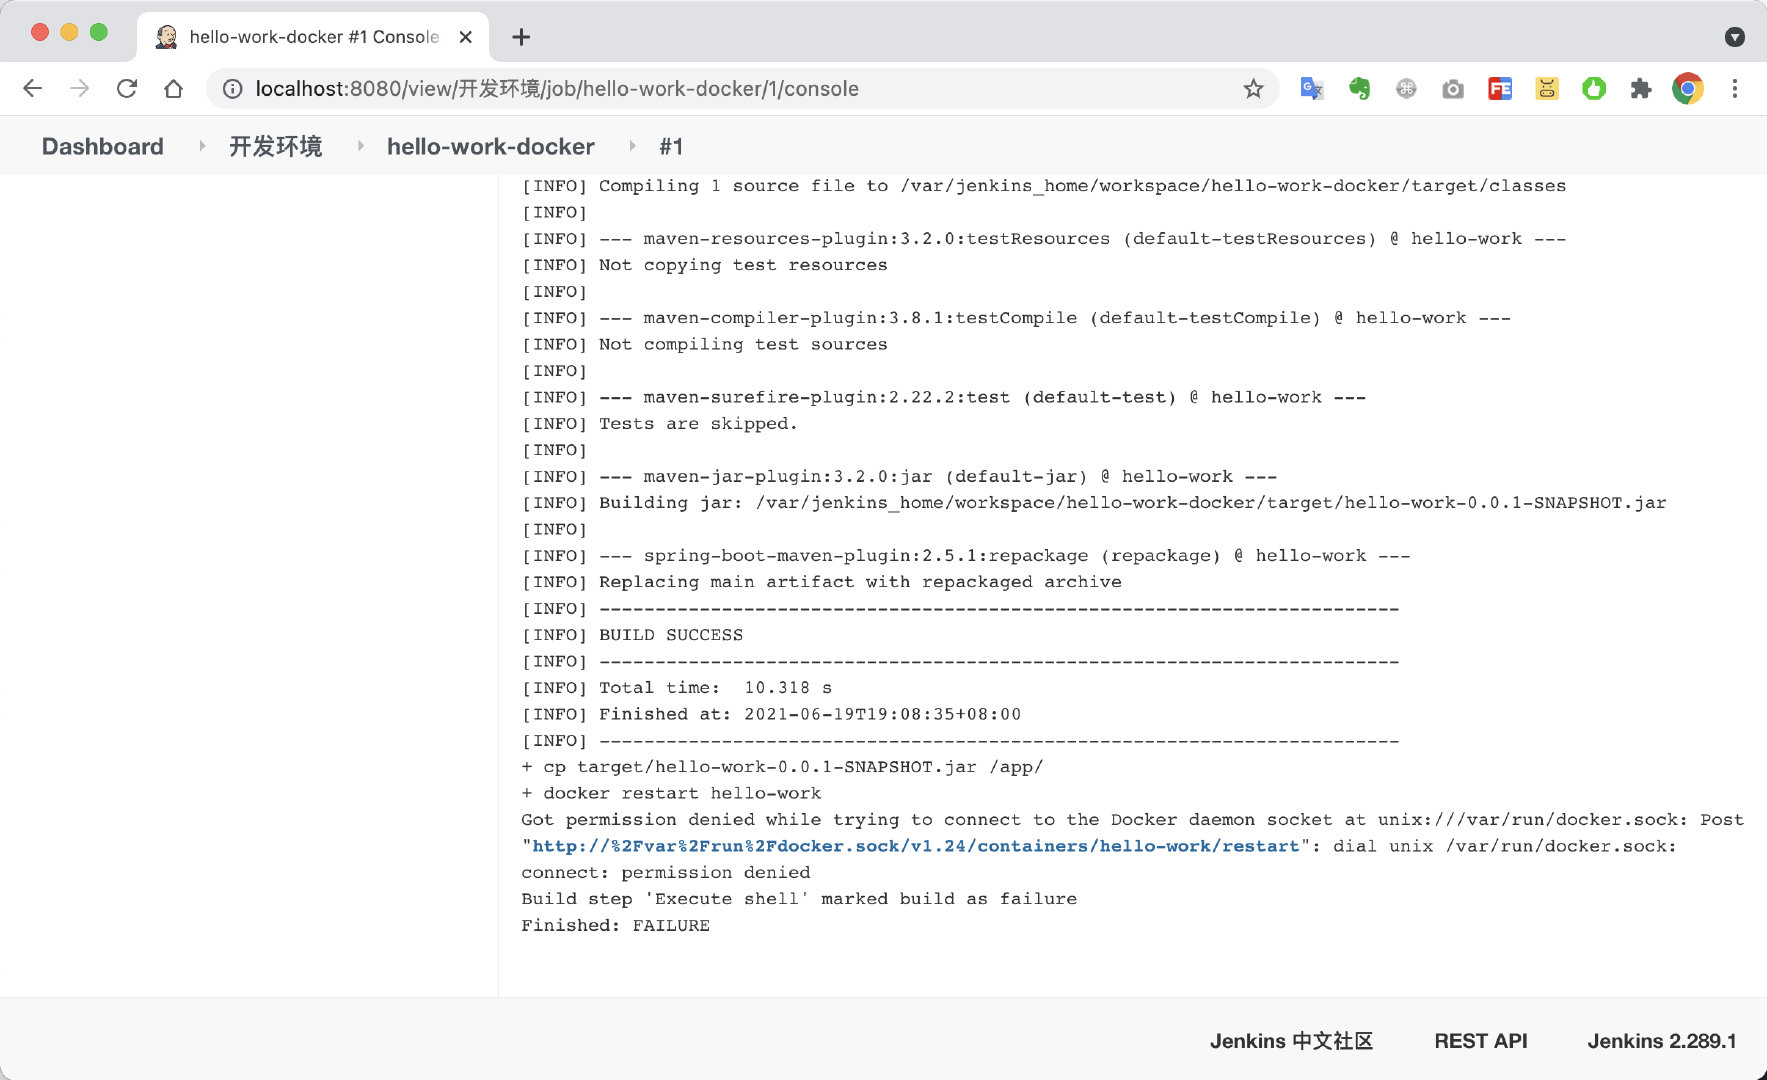 hello-work-docker #1 Console
localhost:8080/view/开发环境/job/hello-work-docker/1/console
Dashboard 开发环境 hello-work-docker #1
[INFO] Compiling 1 source file to /var/jenkins_home/workspace/hello-work-docker/target/classes
[INFO]
[INFO] --- maven-resources-plugin:3.2.0:testResources (default-testResources) @ hello-work ---
[INFO] Not copying test resources
[INFO]
[INFO] --- maven-compiler-plugin:3.8.1:testCompile (default-testCompile) @ hello-work ---
[INFO] Not compiling test sources
[INFO]
[INFO] --- maven-surefire-plugin:2.22.2:test (default-test) @ hello-work ---
[INFO] Tests are skipped.
[INFO]
[INFO] --- maven-jar-plugin:3.2.0:jar (default-jar) @ hello-work ---
[INFO] Building jar: /var/jenkins_home/workspace/hello-work-docker/target/hello-work-0.0.1-SNAPSHOT.jar
[INFO]
[INFO] --- spring-boot-maven-plugin:2.5.1:repackage (repackage) @ hello-work ---
[INFO] Replacing main artifact with repackaged archive
[INFO] ------------------------------------------------------------------------
[INFO] BUILD SUCCESS
[INFO] ------------------------------------------------------------------------
[INFO] Total time:  10.318 s
[INFO] Finished at: 2021-06-19T19:08:35+08:00
[INFO] ------------------------------------------------------------------------
+ cp target/hello-work-0.0.1-SNAPSHOT.jar /app/
+ docker restart hello-work
Got permission denied while trying to connect to the Docker daemon socket at unix:///var/run/docker.sock: Post
"http://%2Fvar%2Frun%2Fdocker.sock/v1.24/containers/hello-work/restart": dial unix /var/run/docker.sock:
connect: permission denied
Build step 'Execute shell' marked build as failure
Finished: FAILURE
Jenkins 中文社区 REST API Jenkins 2.289.1